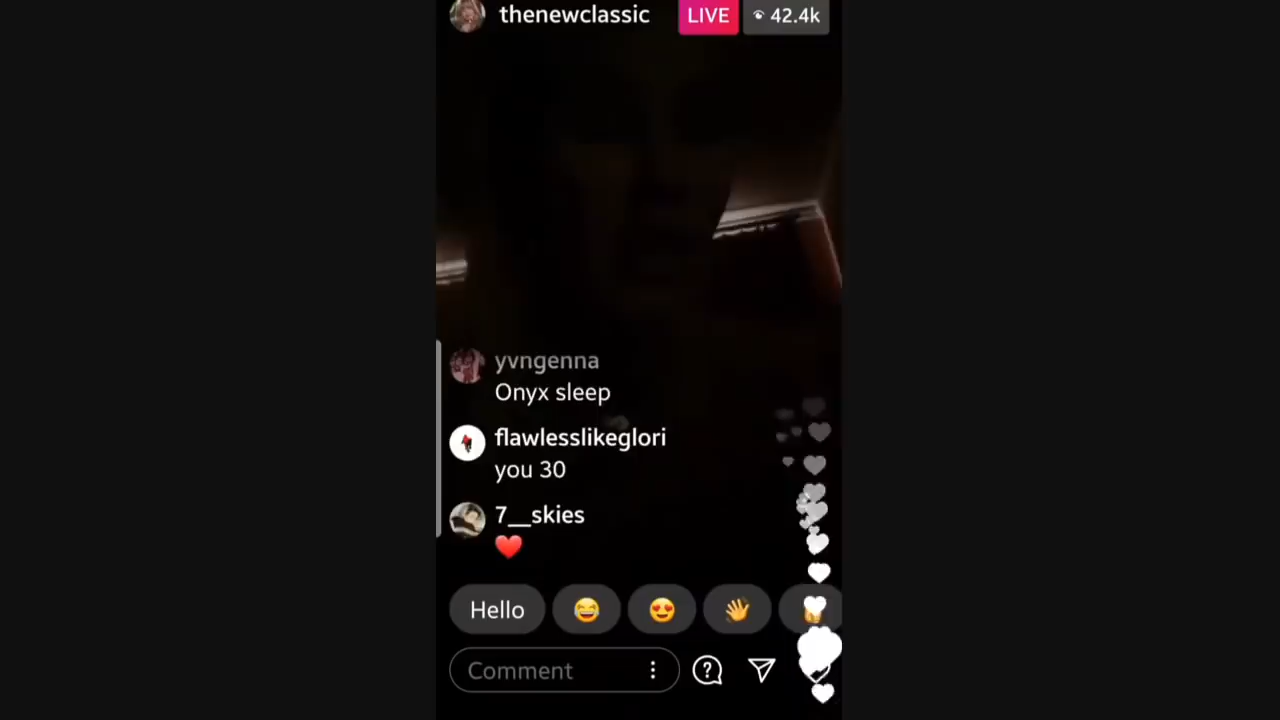 thenewclassic LIVE 42.4k
yvngenna
Onyx sleep
flawlesslikeglori
you 30
7__skies
Hello
Comment